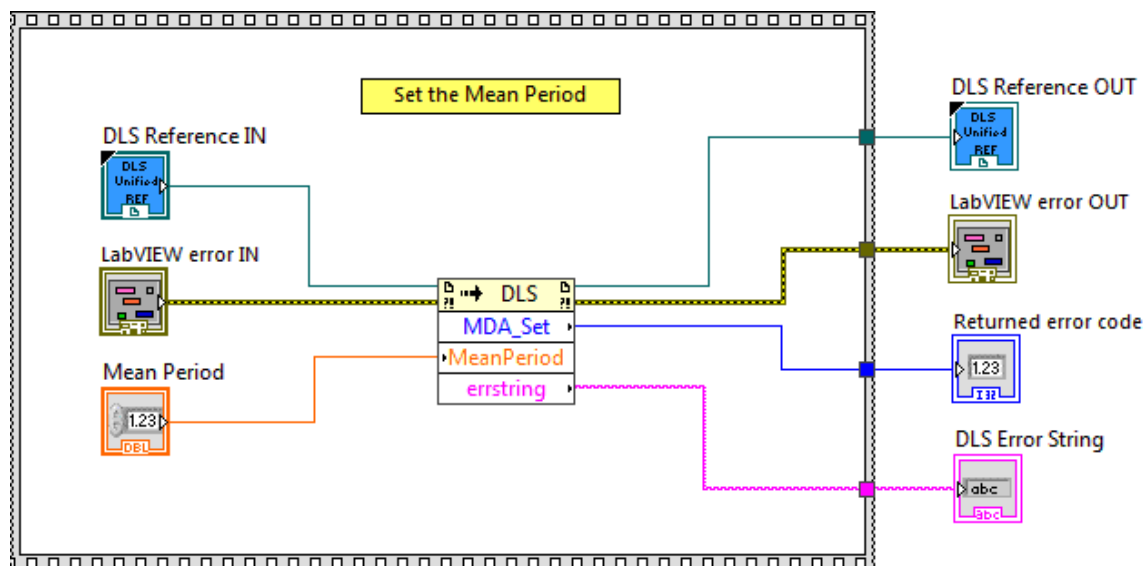 Set the Mean Period
DLS Reference IN
DLS
Unified
REF
LabVIEW error IN
Mean Period
1.23
DBL
DLS
MDA_Set
MeanPeriod
errstring
DLS Reference OUT
DLS
Unified
REF
LabVIEW error OUT
Returned error code
1.23
I32
DLS Error String
abc
abc